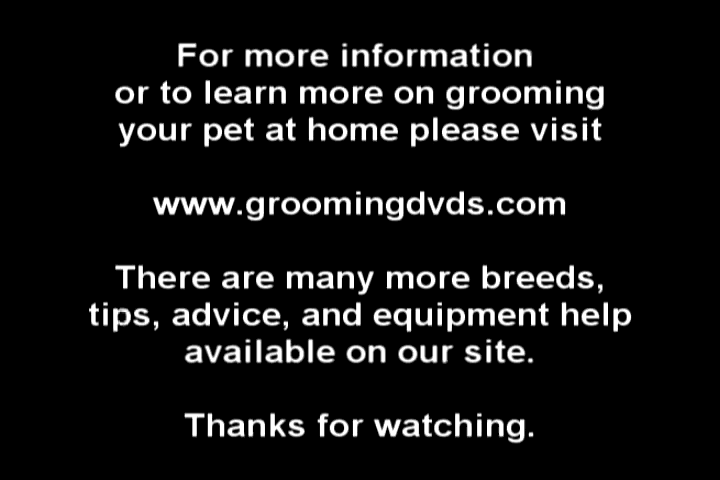 For more information
or to learn more on grooming
your pet at home please visit
www.groomingdvds.com
There are many more breeds,
tips, advice, and equipment help
available on our site.
Thanks for watching.